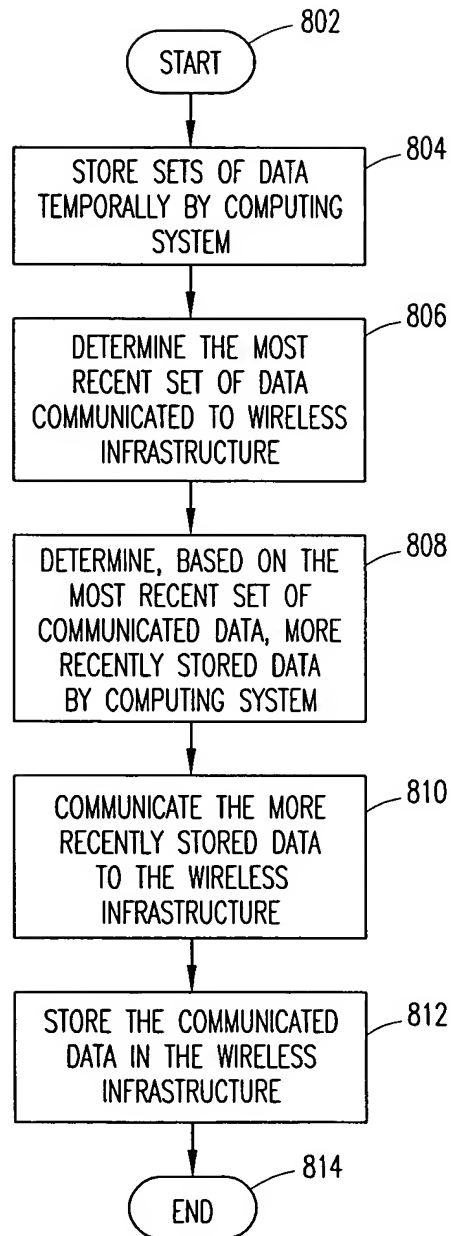 802
START
804
STORE SETS OF DATA
TEMPORALLY BY COMPUTING
SYSTEM
806
DETERMINE THE MOST
RECENT SET OF DATA
COMMUNICATED TO WIRELESS
INFRASTRUCTURE
808
DETERMINE, BASED ON THE
MOST RECENT SET OF
COMMUNICATED DATA, MORE
RECENTLY STORED DATA
BY COMPUTING SYSTEM
810
COMMUNICATE THE MORE
RECENTLY STORED DATA
TO THE WIRELESS
INFRASTRUCTURE
812
STORE THE COMMUNICATED
DATA IN THE WIRELESS
INFRASTRUCTURE
814
END